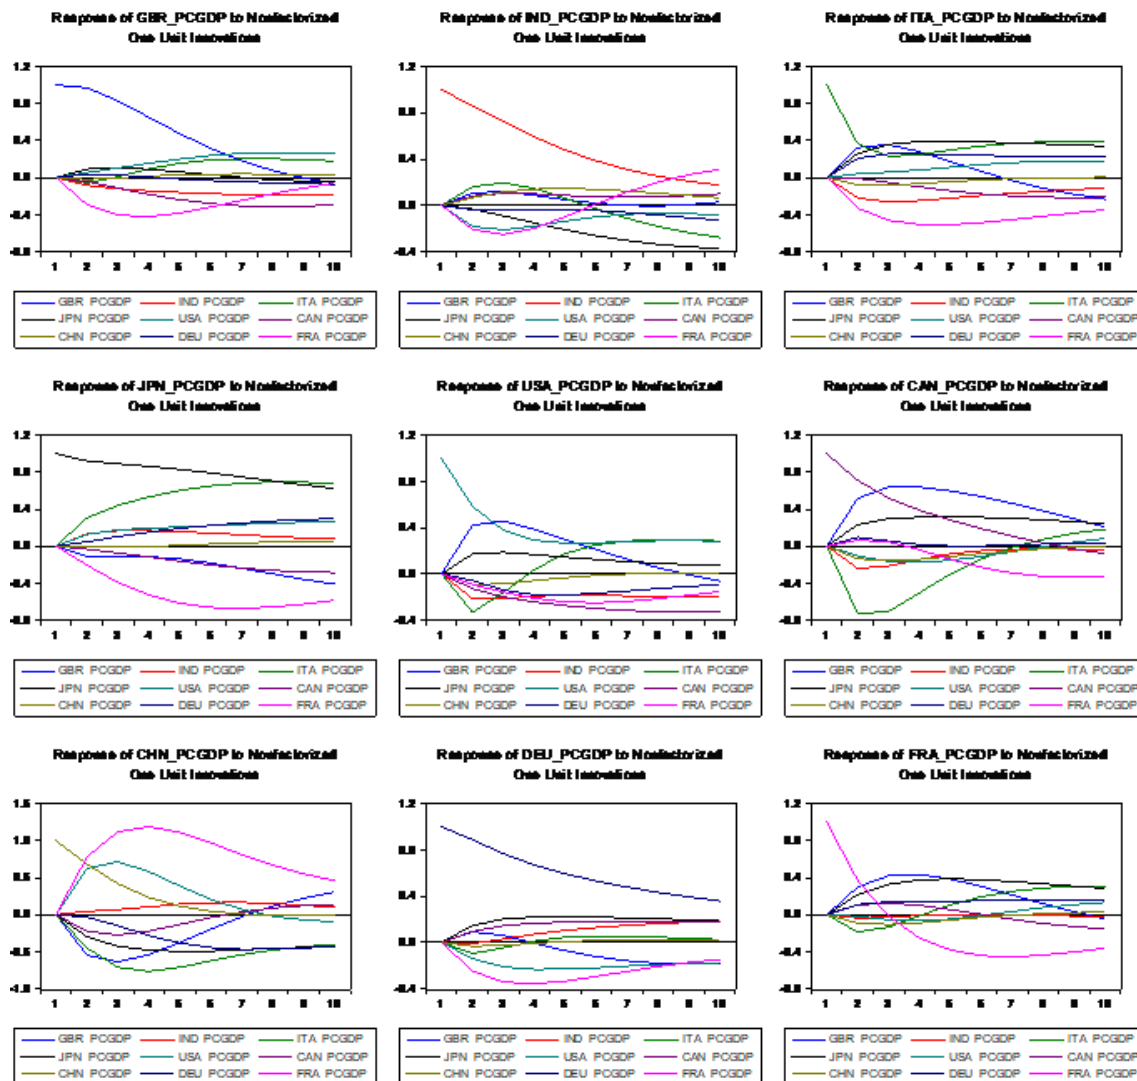 Response of GBR_PCGDP to Nonfactorized
One Unit Innovations
1.2
0.8
0.4
0.0
-0.4
-0.8
1 2 3 4 5 6 7 8 9 10
GBR PCGDP IND PCGDP ITA PCGDP
JPN PCGDP USA PCGDP CAN PCGDP
CHN PCGDP DEU PCGDP FRA PCGDP
Response of IND_PCGDP to Nonfactorized
One Unit Innovations
1.2
0.8
0.4
0.0
-0.4
1 2 3 4 5 6 7 8 9 10
GBR PCGDP IND PCGDP ITA PCGDP
JPN PCGDP USA PCGDP CAN PCGDP
CHN PCGDP DEU PCGDP FRA PCGDP
Response of ITA_PCGDP to Nonfactorized
One Unit Innovations
1.2
0.8
0.4
0.0
-0.4
-0.8
1 2 3 4 5 6 7 8 9 10
GBR PCGDP IND PCGDP ITA PCGDP
JPN PCGDP USA PCGDP CAN PCGDP
CHN PCGDP DEU PCGDP FRA PCGDP
Response of JPN_PCGDP to Nonfactorized
One Unit Innovations
1.2
0.8
0.4
0.0
-0.4
-0.8
1 2 3 4 5 6 7 8 9 10
GBR PCGDP IND PCGDP ITA PCGDP
JPN PCGDP USA PCGDP CAN PCGDP
CHN PCGDP DEU PCGDP FRA PCGDP
Response of USA_PCGDP to Nonfactorized
One Unit Innovations
1.2
0.8
0.4
0.0
-0.4
1 2 3 4 5 6 7 8 9 10
GBR PCGDP IND PCGDP ITA PCGDP
JPN PCGDP USA PCGDP CAN PCGDP
CHN PCGDP DEU PCGDP FRA PCGDP
Response of CAN_PCGDP to Nonfactorized
One Unit Innovations
1.2
0.8
0.4
0.0
-0.4
-0.8
1 2 3 4 5 6 7 8 9 10
GBR PCGDP IND PCGDP ITA PCGDP
JPN PCGDP USA PCGDP CAN PCGDP
CHN PCGDP DEU PCGDP FRA PCGDP
Response of CHN_PCGDP to Nonfactorized
One Unit Innovations
1.5
1.0
0.5
0.0
-0.5
-1.0
1 2 3 4 5 6 7 8 9 10
GBR PCGDP IND PCGDP ITA PCGDP
JPN PCGDP USA PCGDP CAN PCGDP
CHN PCGDP DEU PCGDP FRA PCGDP
Response of DEU_PCGDP to Nonfactorized
One Unit Innovations
1.2
0.8
0.4
0.0
-0.4
1 2 3 4 5 6 7 8 9 10
GBR PCGDP IND PCGDP ITA PCGDP
JPN PCGDP USA PCGDP CAN PCGDP
CHN PCGDP DEU PCGDP FRA PCGDP
Response of FRA_PCGDP to Nonfactorized
One Unit Innovations
1.2
0.8
0.4
0.0
-0.4
-0.8
1 2 3 4 5 6 7 8 9 10
GBR PCGDP IND PCGDP ITA PCGDP
JPN PCGDP USA PCGDP CAN PCGDP
CHN PCGDP DEU PCGDP FRA PCGDP